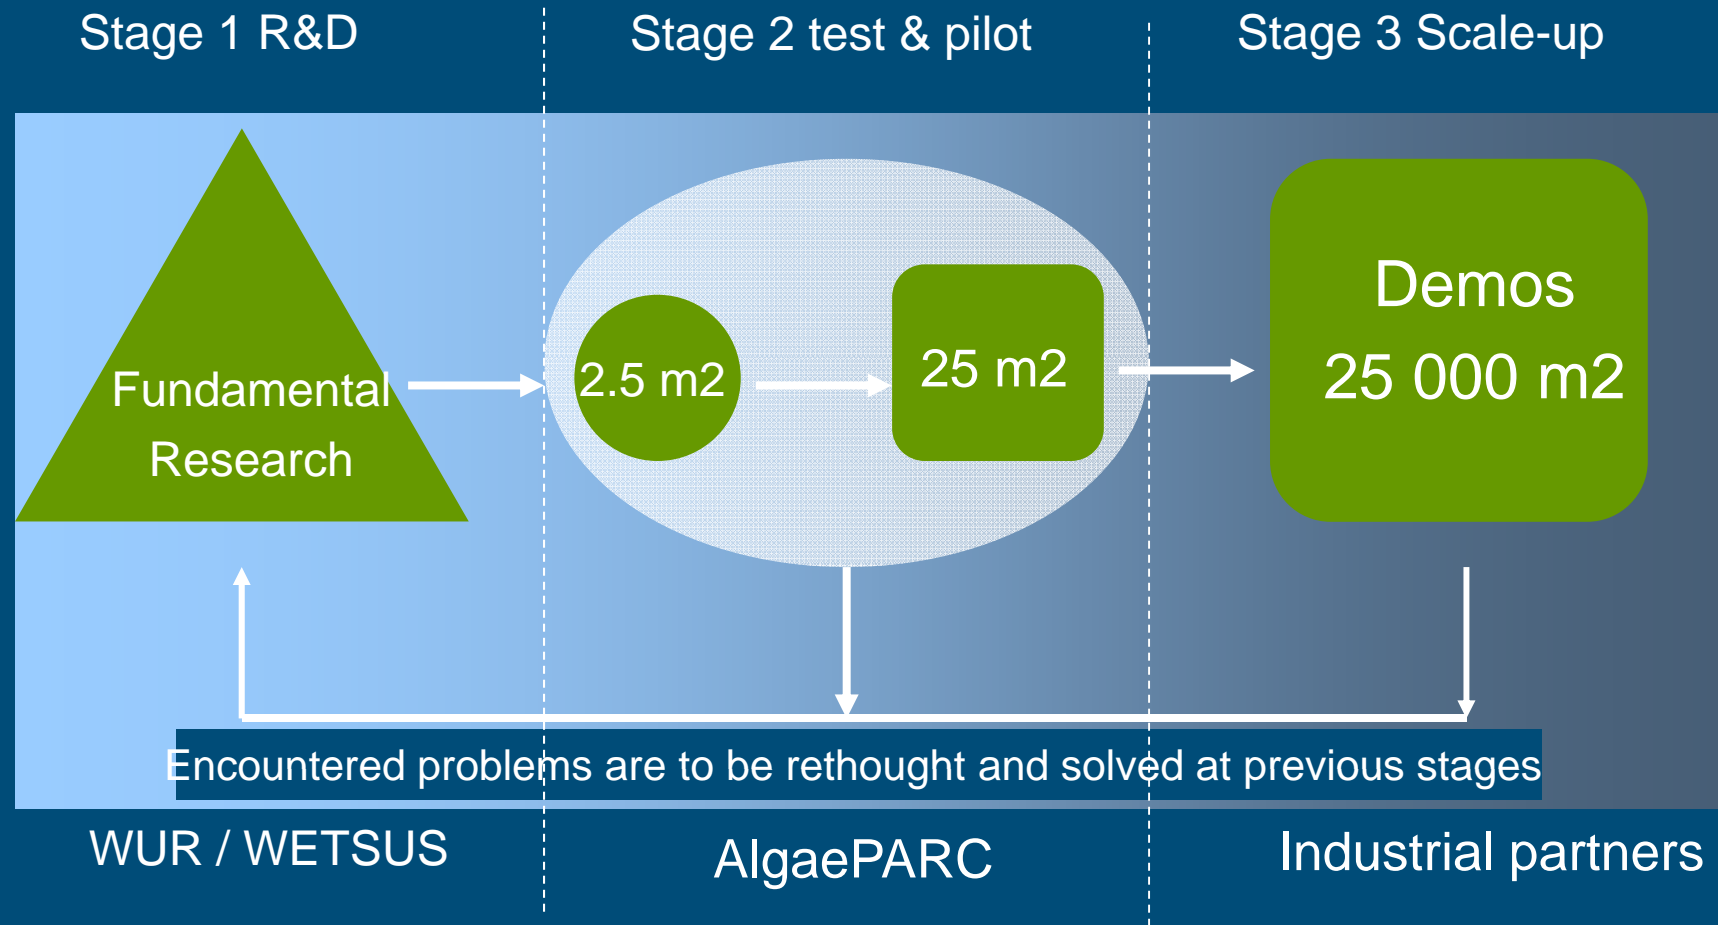 Stage 1 R&D
Stage 2 test & pilot
Stage 3 Scale-up
Fundamental
Research
2.5 m2
25 m2
Demos
25 000 m2
Encountered problems are to be rethought and solved at previous stages
WUR / WETSUS
AlgaePARC
Industrial partners